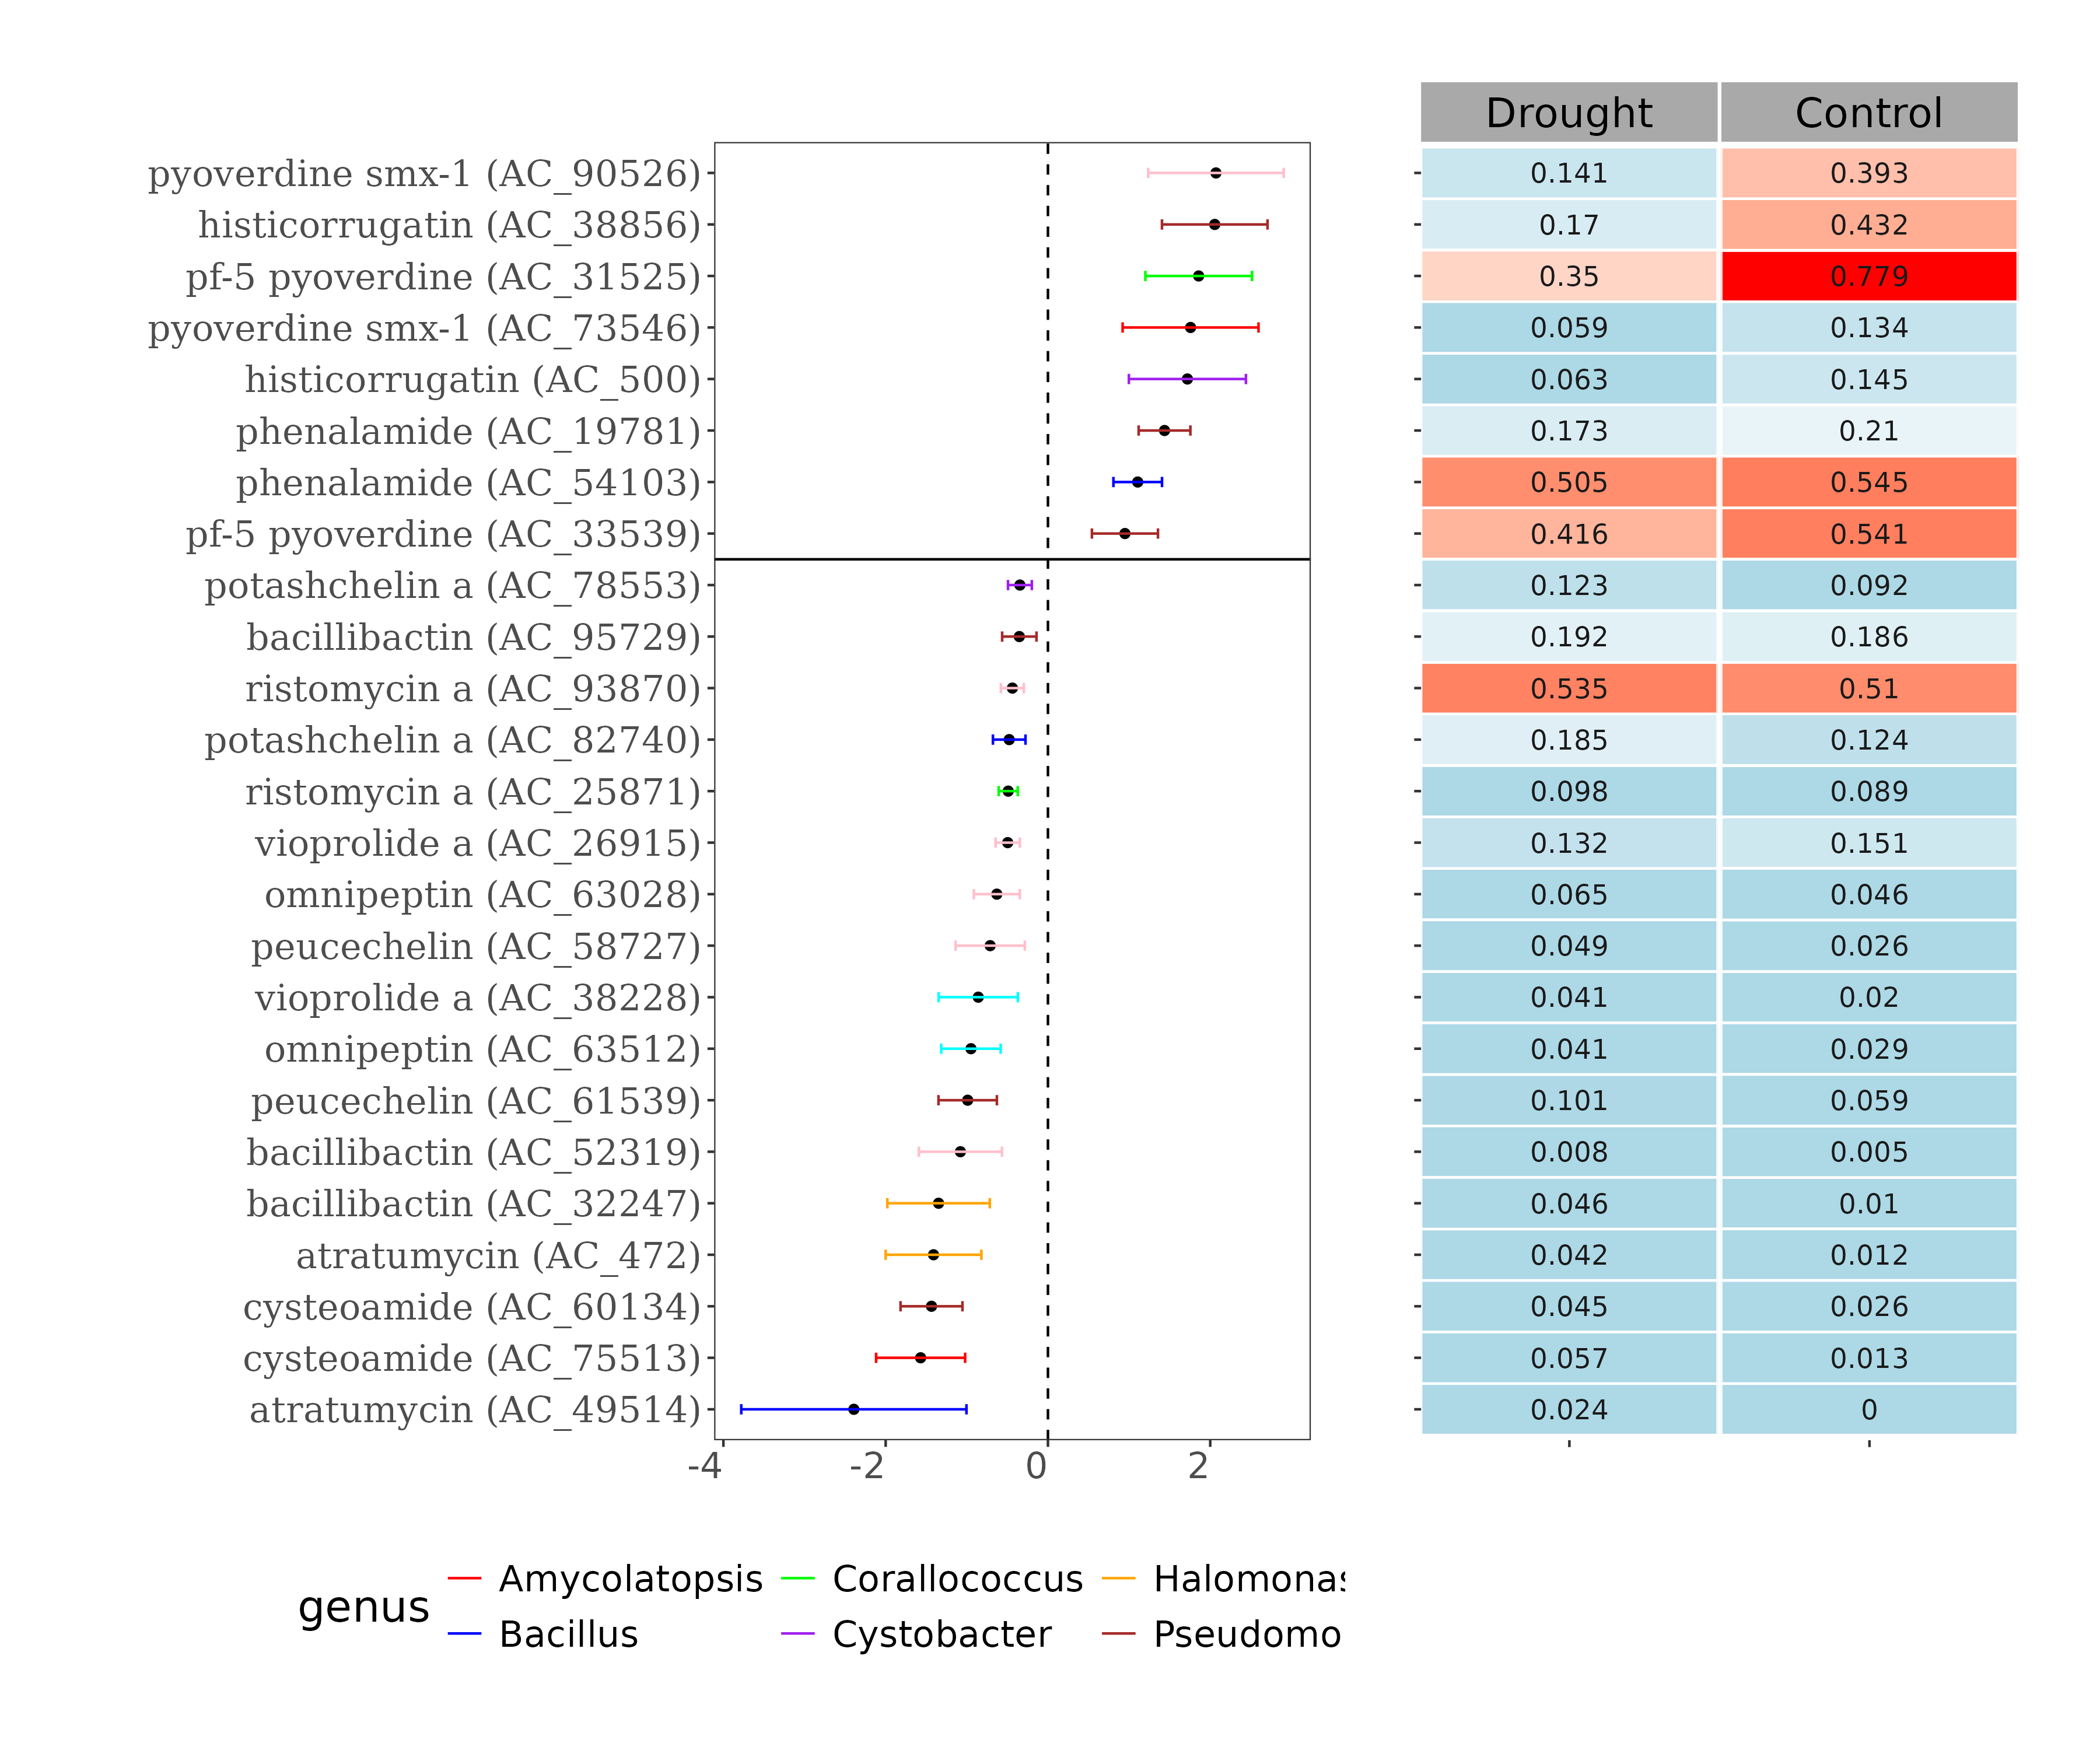 Drought Control
pyoverdine smx-1 (AC_90526) 0.141 0.393
histicorrugatin (AC_38856) 0.17 0.432
pf-5 pyoverdine (AC_31525) 0.35 0.779
pyoverdine smx-1 (AC_73546) 0.059 0.134
histicorrugatin (AC_500) 0.063 0.145
phenalamide (AC_19781) 0.173 0.21
phenalamide (AC_54103) 0.505 0.545
pf-5 pyoverdine (AC_33539) 0.416 0.541
potashchelin a (AC_78553) 0.123 0.092
bacillibactin (AC_95729) 0.192 0.186
ristomycin a (AC_93870) 0.535 0.51
potashchelin a (AC_82740) 0.185 0.124
ristomycin a (AC_25871) 0.098 0.089
vioprolide a (AC_26915) 0.132 0.151
omnipeptin (AC_63028) 0.065 0.046
peucechelin (AC_58727) 0.049 0.026
vioprolide a (AC_38228) 0.041 0.02
omnipeptin (AC_63512) 0.041 0.029
peucechelin (AC_61539) 0.101 0.059
bacillibactin (AC_52319) 0.008 0.005
bacillibactin (AC_32247) 0.046 0.01
atratumycin (AC_472) 0.042 0.012
cysteoamide (AC_60134) 0.045 0.026
cysteoamide (AC_75513) 0.057 0.013
atratumycin (AC_49514) 0.024 0
-4 -2 0 2
genus
Amycolatopsis Corallococcus Halomonas
Bacillus Cystobacter Pseudomo